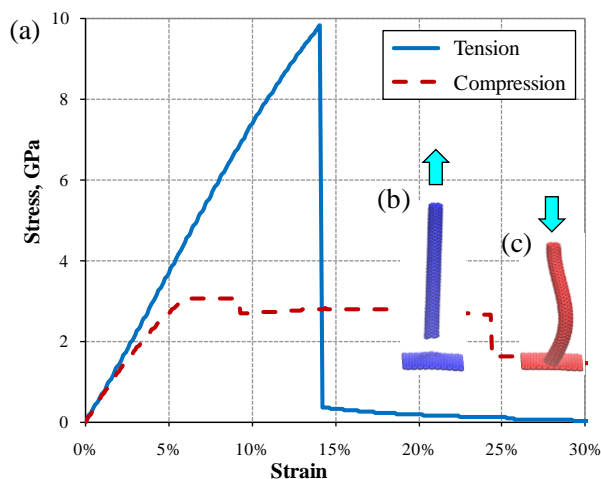 (a)
10
8
6
4
2
0
Stress, GPa
0%
5%
10%
15%
20%
25%
30%
Strain
Tension
Compression
(b)
(c)